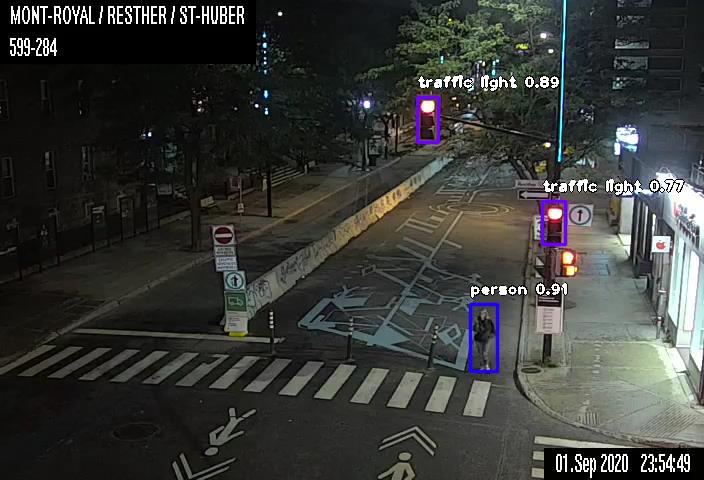 MONT-ROYAL / RESTHER / ST-HUBER
599-284
traffic light 0.89
traffic light 0.77
person 0.91
01.Sep 2020 23:54:49